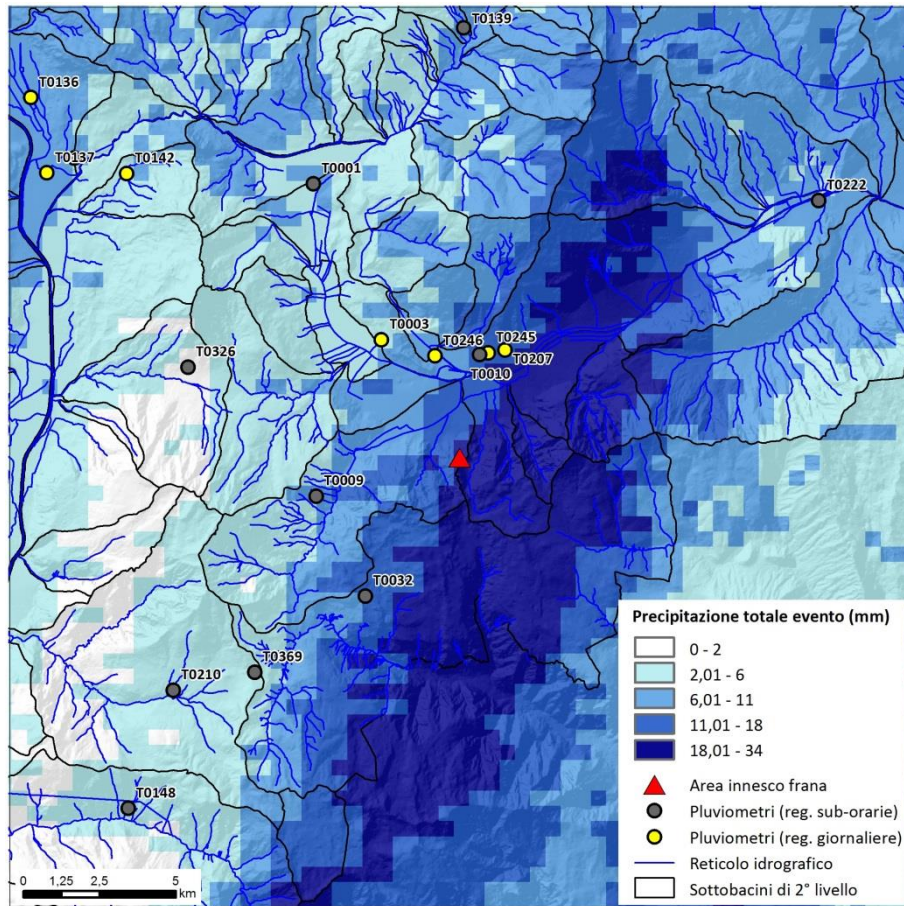 T0139
T0136
T0137
T0142
T0001
T0222
T0003
T0246
T0245
T0207
T0010
T0326
T0009
T0032
T0369
T0210
T0148
Precipitazione totale evento (mm)
0 - 2
2,01 - 6
6,01 - 11
11,01 - 18
18,01 - 34
Area innesco frana
Pluviometri (reg. sub-orarie)
Pluviometri (reg. giornaliere)
Reticolo idrografico
Sottobacini di 2° livello
0 1,25 2,5 5
km